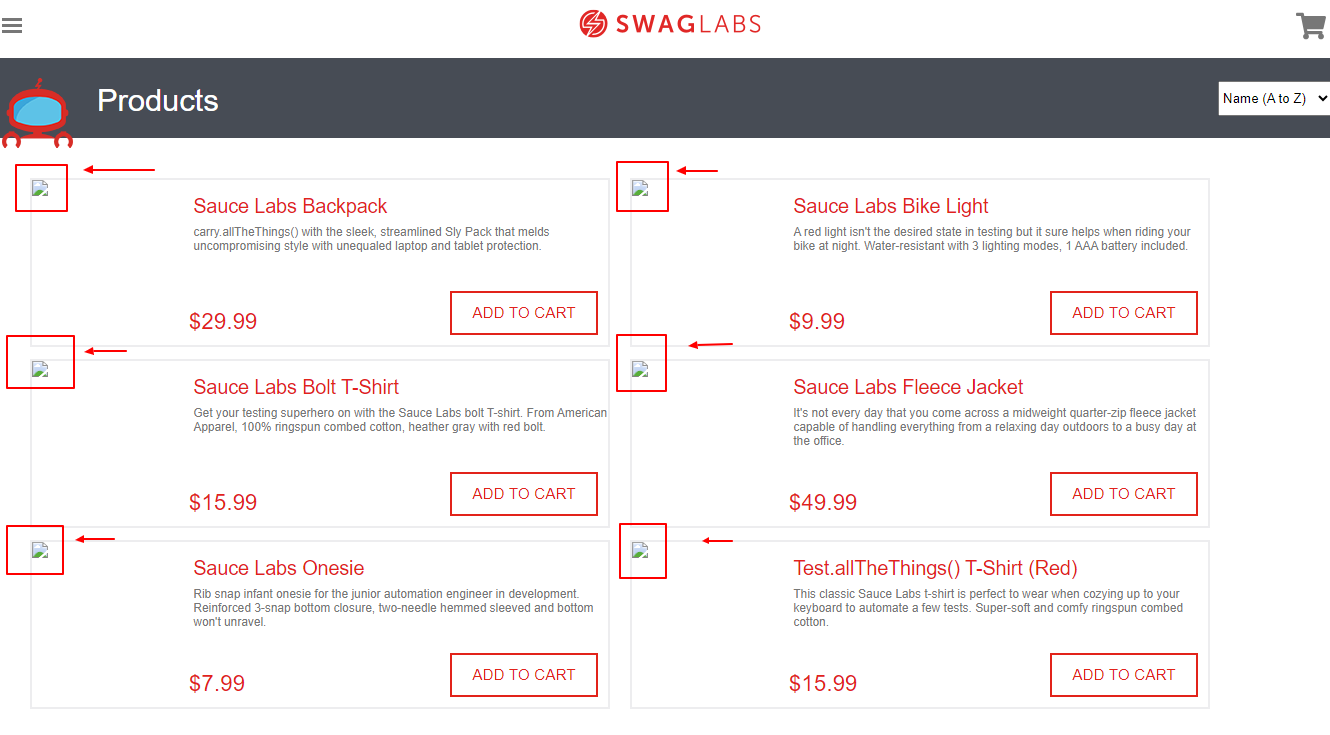 SWAGLABS
Products
Name (A to Z)
Sauce Labs Backpack
carry.allTheThings() with the sleek, streamlined Sly Pack that melds
uncompromising style with unequaled laptop and tablet protection.
$29.99
ADD TO CART
Sauce Labs Bike Light
A red light isn't the desired state in testing but it sure helps when riding your
bike at night. Water-resistant with 3 lighting modes, 1 AAA battery included.
$9.99
ADD TO CART
Sauce Labs Bolt T-Shirt
Get your testing superhero on with the Sauce Labs bolt T-shirt. From American
Apparel, 100% ringspun combed cotton, heather gray with red bolt.
$15.99
ADD TO CART
Sauce Labs Fleece Jacket
It's not every day that you come across a midweight quarter-zip fleece jacket
capable of handling everything from a relaxing day outdoors to a busy day at
the office.
$49.99
ADD TO CART
Sauce Labs Onesie
Rib snap infant onesie for the junior automation engineer in development.
Reinforced 3-snap bottom closure, two-needle hemmed sleeved and bottom
won't unravel.
$7.99
ADD TO CART
Test.allTheThings() T-Shirt (Red)
This classic Sauce Labs t-shirt is perfect to wear when cozying up to your
keyboard to automate a few tests. Super-soft and comfy ringspun combed
cotton.
$15.99
ADD TO CART